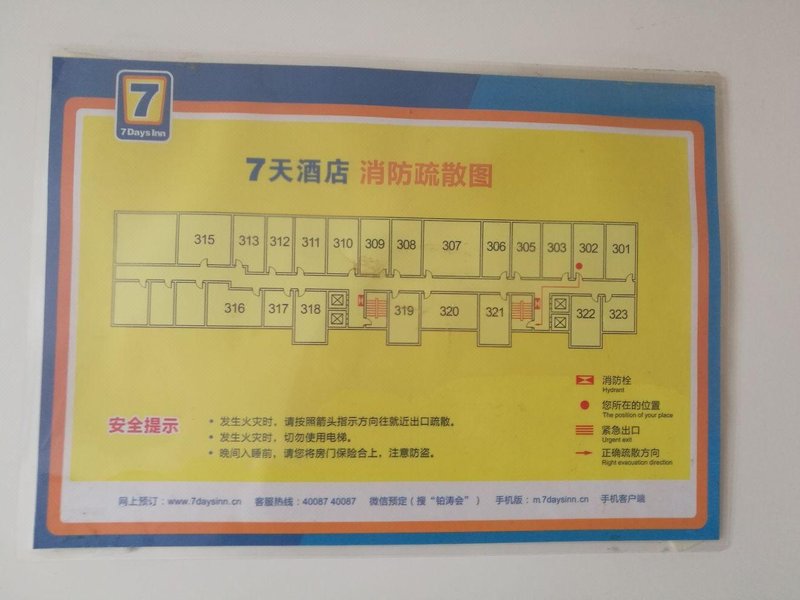 7
7 Days Inn
7天酒店 消防疏散图
315 313 312 311 310 309 308 307 306 305 303 302 301
316 317 318 319 320 321 322 323
消防栓
Hydrant
您所在的位置
The position of your place
紧急出口
Urgent exit
正确疏散方向
Right evacuation direction
安全提示
• 发生火灾时，请按照箭头指示方向往就近出口疏散。
• 发生火灾时，切勿使用电梯。
• 晚间入睡前，请您将房门保险合上，注意防盗。
网上预订：www.7daysinn.cn 客服热线：40087 40087 微信预定（搜“铂涛会”） 手机版：m.7daysinn.cn 手机客户端